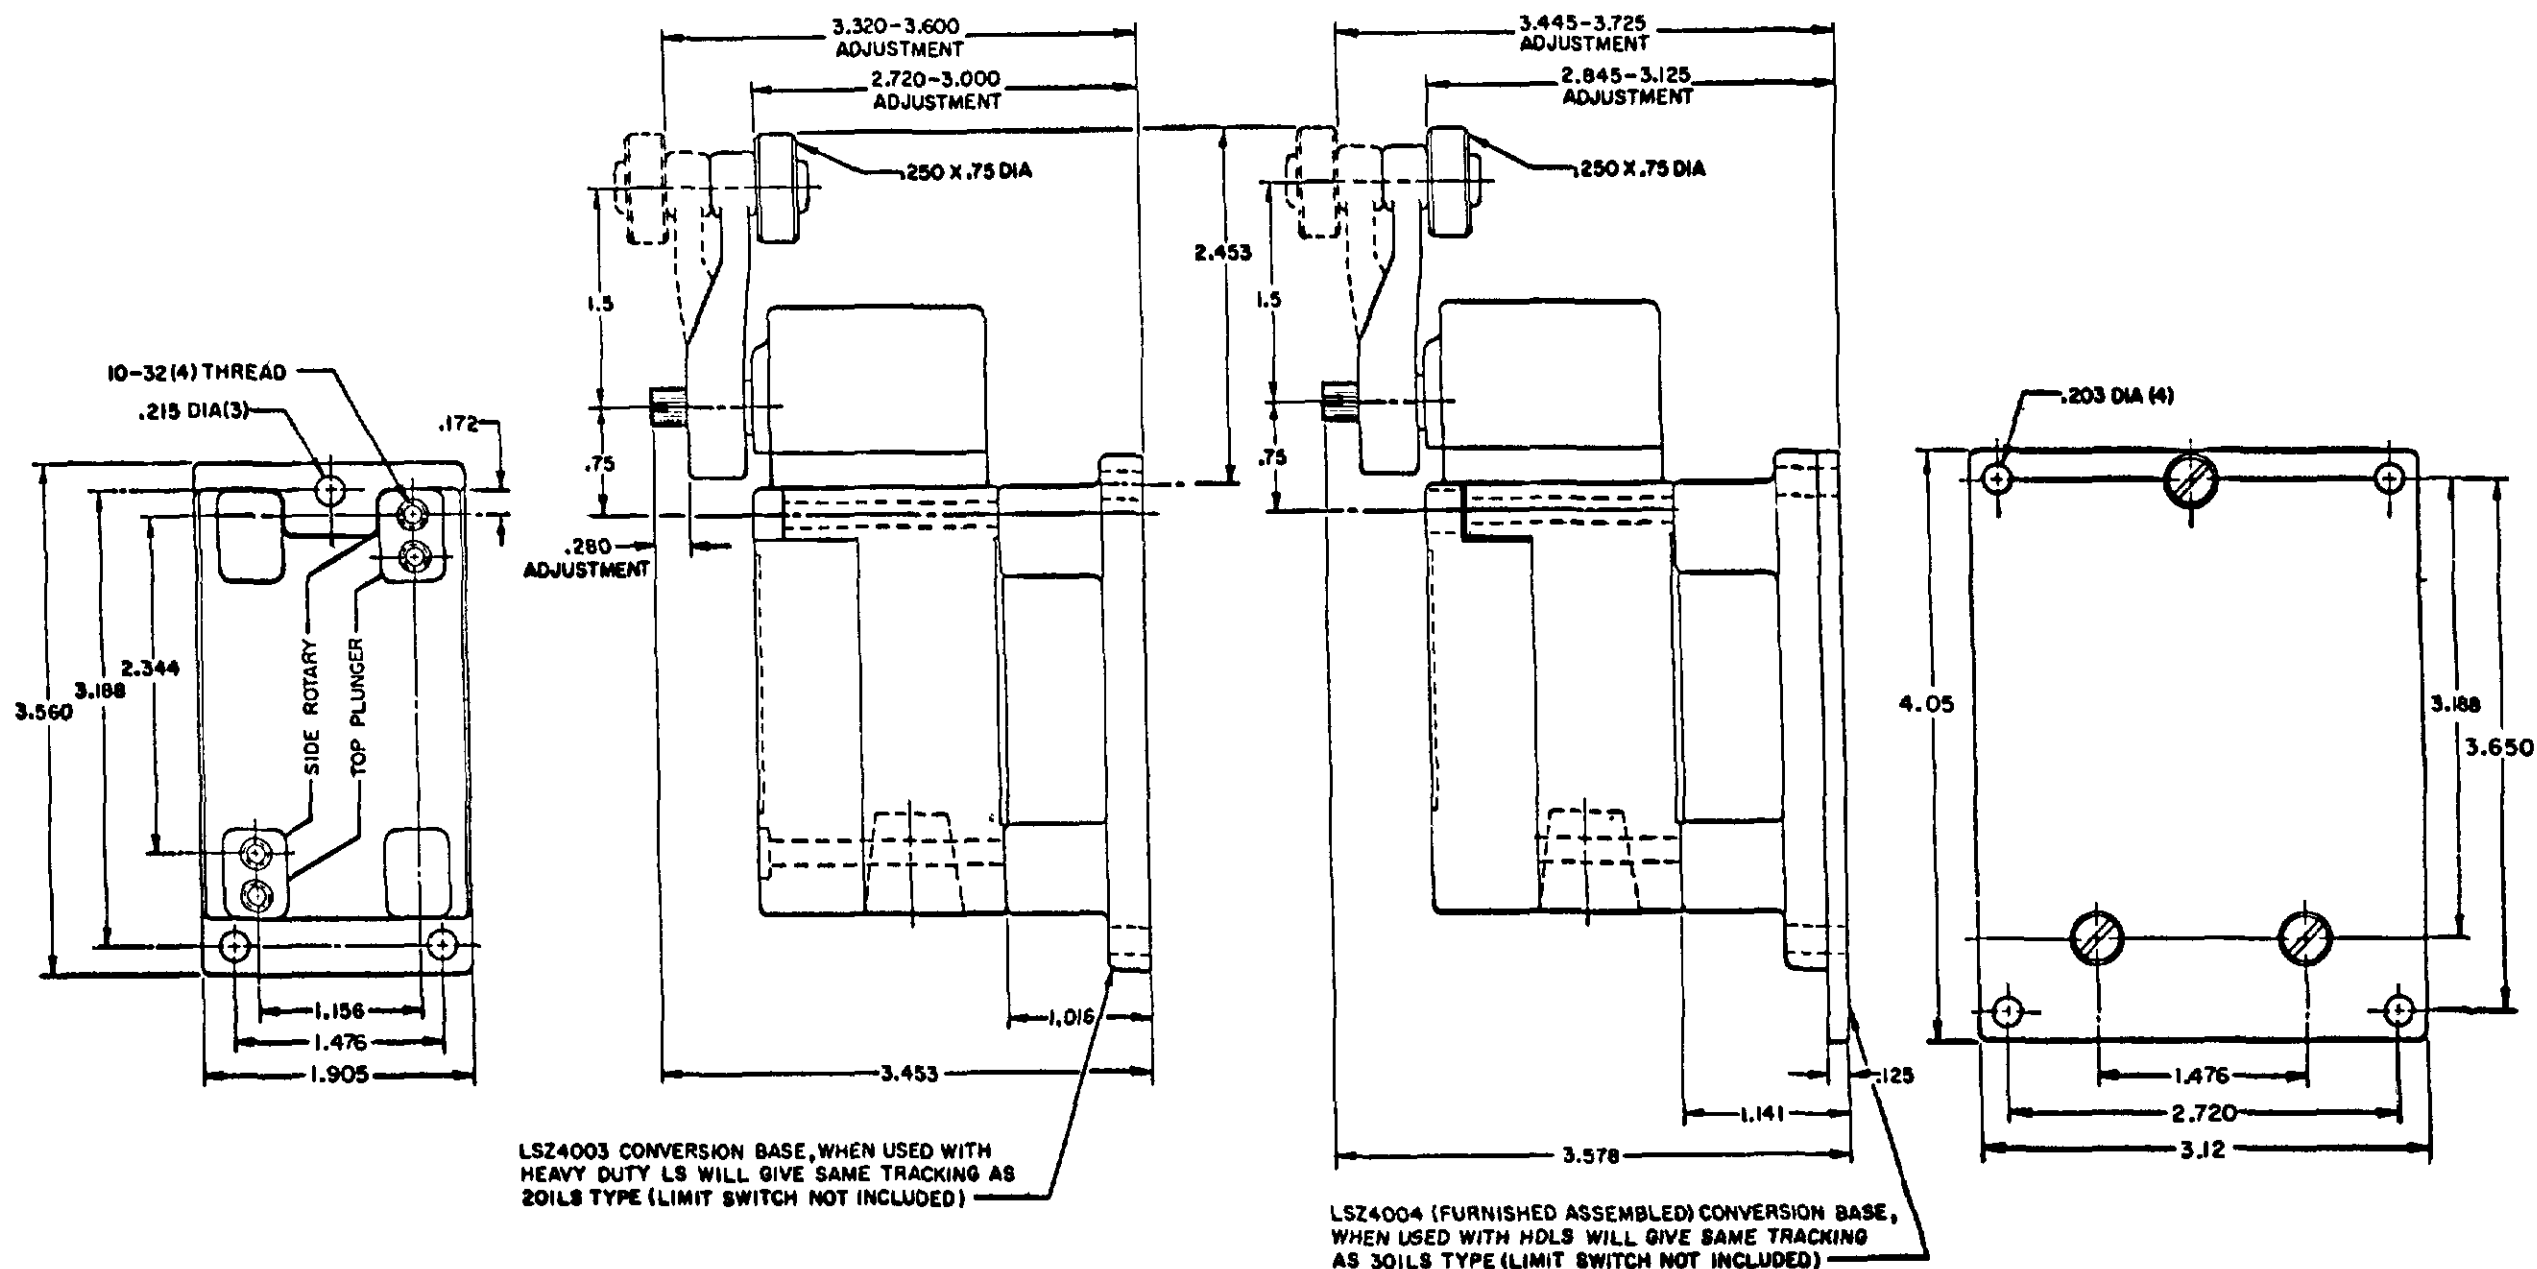 3.320-3.600
ADJUSTMENT
2.720-3.000
ADJUSTMENT
3.445-3.725
ADJUSTMENT
2.845-3.125
ADJUSTMENT
.250 X .75 DIA
.250 X .75 DIA
2.453
1.5
1.5
10-32(4) THREAD
.215 DIA(3)
.172
.75
.75
.203 DIA (4)
.280
ADJUSTMENT
SIDE ROTARY
TOP PLUNGER
2.344
3.188
3.560
4.05
3.188
3.650
1.156
1.476
1.905
1.016
3.453
.125
1.141
3.578
1.476
2.720
3.12
LSZ4003 CONVERSION BASE, WHEN USED WITH
HEAVY DUTY LS WILL GIVE SAME TRACKING AS
201LS TYPE (LIMIT SWITCH NOT INCLUDED)
LSZ4004 (FURNISHED ASSEMBLED) CONVERSION BASE,
WHEN USED WITH HDLS WILL GIVE SAME TRACKING
AS 301LS TYPE (LIMIT SWITCH NOT INCLUDED)